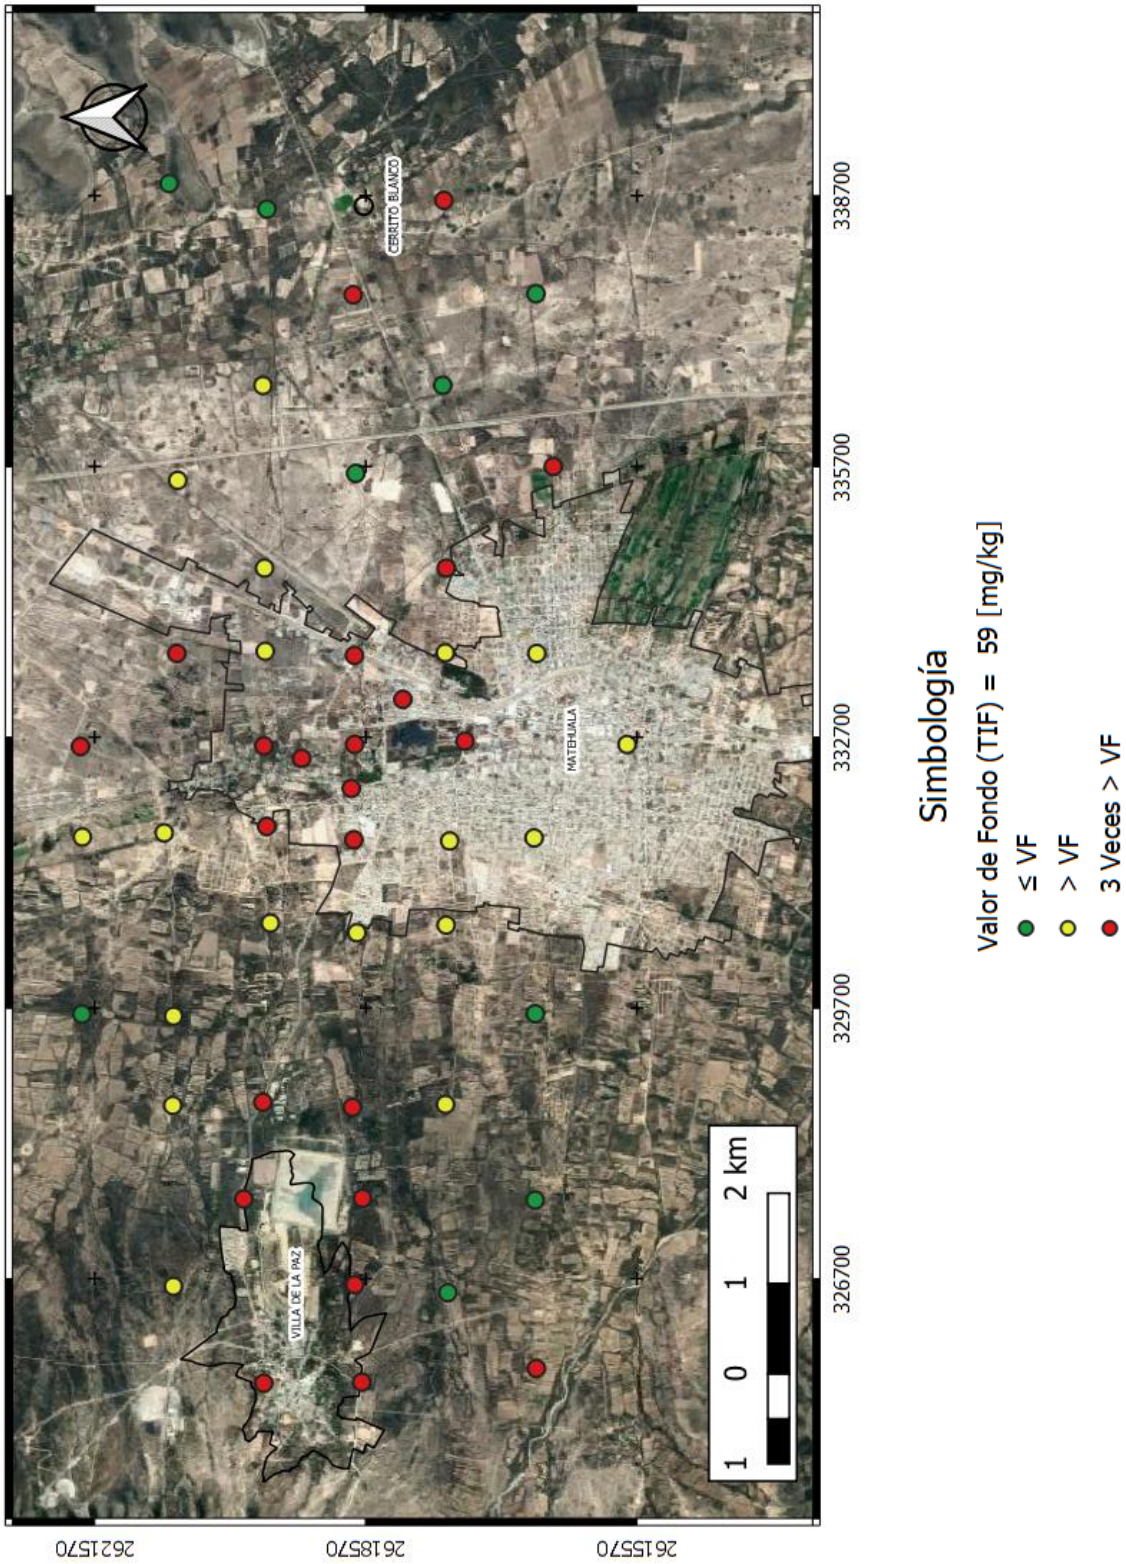 CERRITO BLANCO
MATEHUALA
VILLA DE LA PAZ
1 0 1 2 km
2621570
2618570
2615570
326700
329700
332700
335700
338700
Simbología
Valor de Fondo (TIF) = 59 [mg/kg]
≤ VF
> VF
3 Veces > VF